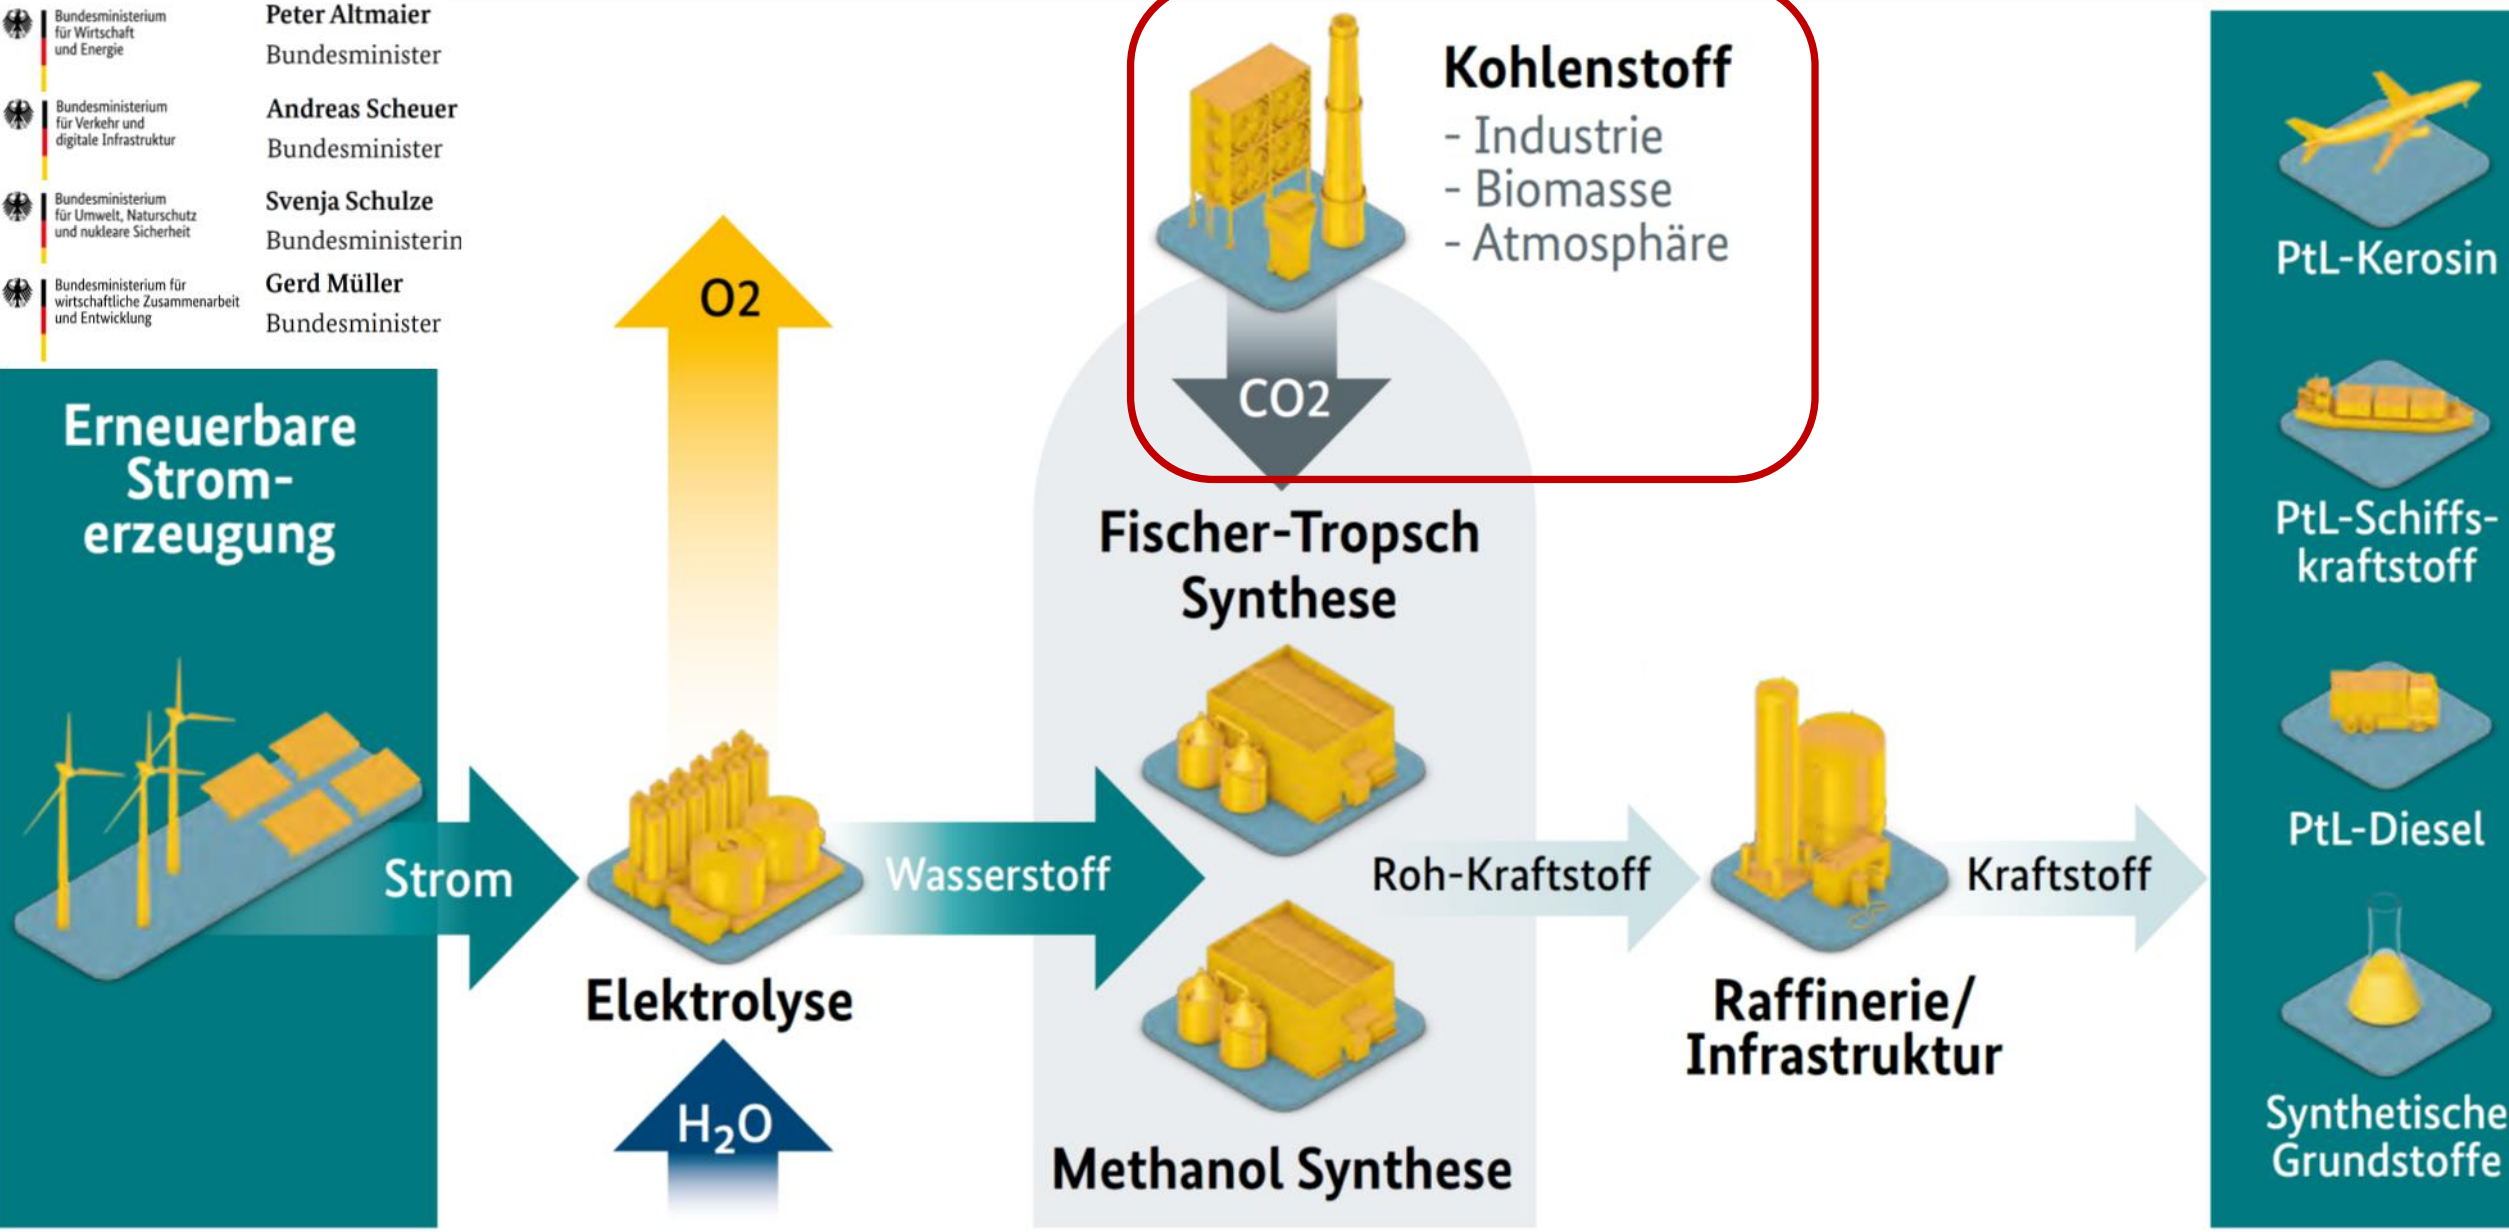 Bundesministerium
für Wirtschaft
und Energie
Peter Altmaier
Bundesminister
Bundesministerium
für Verkehr und
digitale Infrastruktur
Andreas Scheuer
Bundesminister
Bundesministerium
für Umwelt, Naturschutz
und nukleare Sicherheit
Svenja Schulze
Bundesministerin
Bundesministerium für
wirtschaftliche Zusammenarbeit
und Entwicklung
Gerd Müller
Bundesminister
Erneuerbare
Strom-
erzeugung
Strom
O2
Elektrolyse
H₂O
Wasserstoff
Kohlenstoff
- Industrie
- Biomasse
- Atmosphäre
CO2
Fischer-Tropsch
Synthese
Methanol Synthese
Roh-Kraftstoff
Raffinerie/
Infrastruktur
Kraftstoff
PtL-Kerosin
PtL-Schiffs-
kraftstoff
PtL-Diesel
Synthetische
Grundstoffe